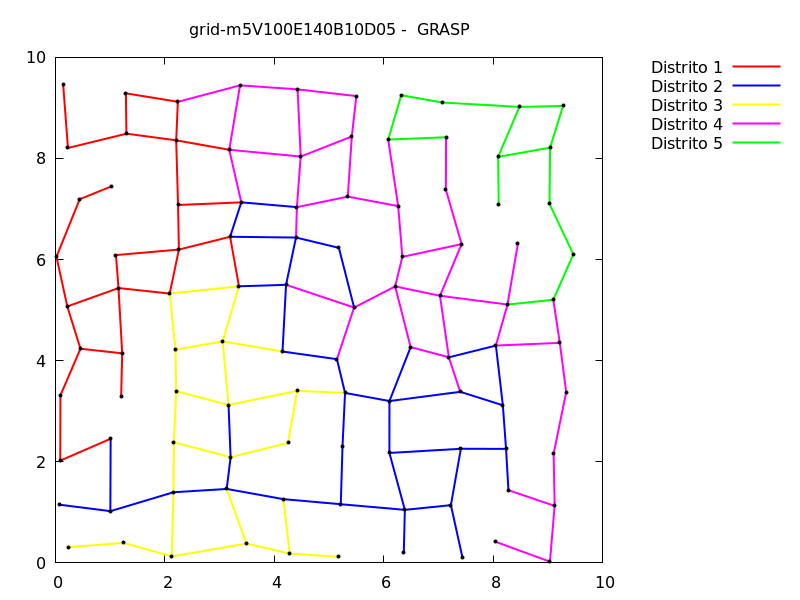 grid-m5V100E140B10D05 -  GRASP
Distrito 1
Distrito 2
Distrito 3
Distrito 4
Distrito 5
10
8
6
4
2
0
0 2 4 6 8 10